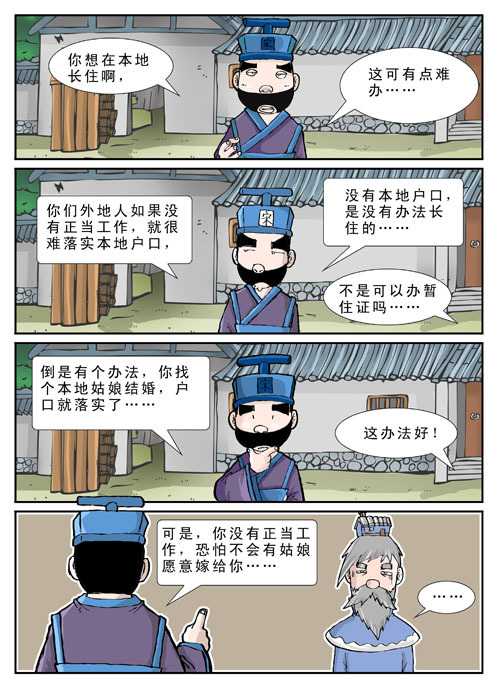 你想在本地
长住啊，
宋
这可有点难
办……
你们外地人如果没
有正当工作，就很
难落实本地户口，
宋
没有本地户口，
是没有办法长
住的……
不是可以办暂
住证吗……
倒是有个办法，你找
个本地姑娘结婚，户
口就落实了……
宋
这办法好！
可是，你没有正当工
作，恐怕不会有姑娘
愿意嫁给你……
……